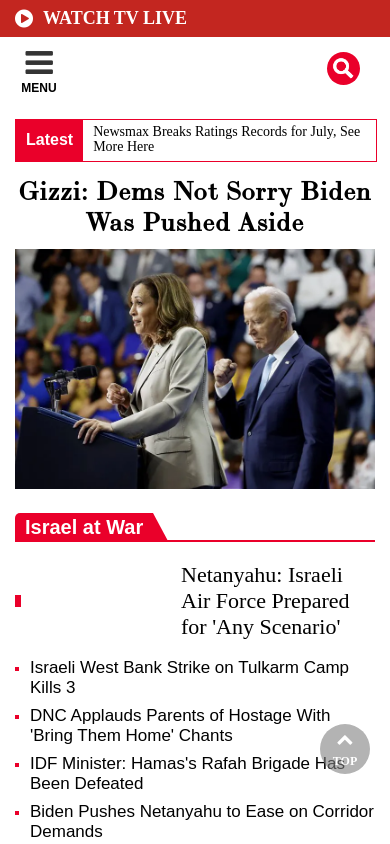 WATCH TV LIVE
MENU
Latest
Newsmax Breaks Ratings Records for July, See
More Here
Gizzi: Dems Not Sorry Biden
Was Pushed Aside
Israel at War
Netanyahu: Israeli
Air Force Prepared
for 'Any Scenario'
Israeli West Bank Strike on Tulkarm Camp
Kills 3
DNC Applauds Parents of Hostage With
'Bring Them Home' Chants
IDF Minister: Hamas's Rafah Brigade Has
Been Defeated
TOP
Biden Pushes Netanyahu to Ease on Corridor
Demands